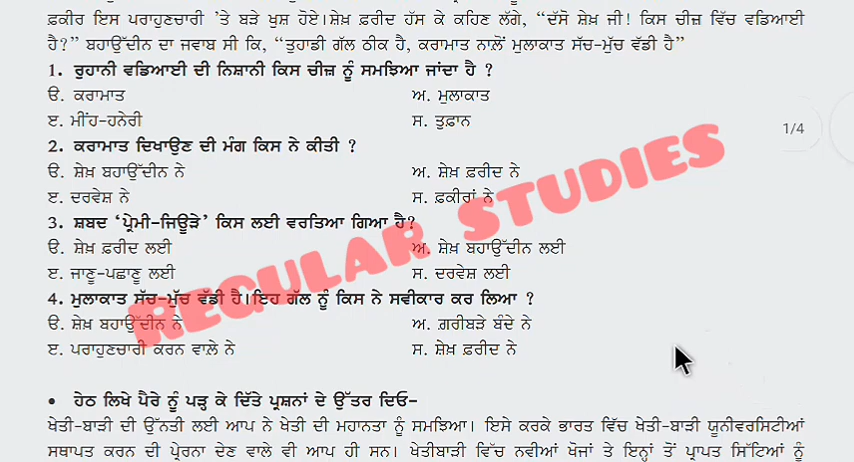 ਫ਼ਕੀਰ ਇਸ ਪਰਾਹੁਣਚਾਰੀ ’ਤੇ ਬੜੇ ਖੁਸ਼ ਹੋਏ।ਸ਼ੇਖ਼ ਫ਼ਰੀਦ ਹੱਸ ਕੇ ਕਹਿਣ ਲੱਗੇ, “ਦੱਸੋ ਸ਼ੇਖ਼ ਜੀ! ਕਿਸ ਚੀਜ਼ ਵਿੱਚ ਵਡਿਆਈ
ਹੈ?” ਬਹਾਉੱਦੀਨ ਦਾ ਜਵਾਬ ਸੀ ਕਿ, “ਤੁਹਾਡੀ ਗੱਲ ਠੀਕ ਹੈ, ਕਰਾਮਾਤ ਨਾਲੋਂ ਮੁਲਾਕਾਤ ਸੱਚ-ਮੁੱਚ ਵੱਡੀ ਹੈ”
1. ਰੁਹਾਨੀ ਵਡਿਆਈ ਦੀ ਨਿਸ਼ਾਨੀ ਕਿਸ ਚੀਜ਼ ਨੂੰ ਸਮਝਿਆ ਜਾਂਦਾ ਹੈ ?
ੳ. ਕਰਾਮਾਤ ਅ. ਮੁਲਾਕਾਤ
ੲ. ਮੀਂਹ-ਹਨੇਰੀ ਸ. ਤੁਫ਼ਾਨ
1/4
2. ਕਰਾਮਾਤ ਦਿਖਾਉਣ ਦੀ ਮੰਗ ਕਿਸ ਨੇ ਕੀਤੀ ?
ੳ. ਸ਼ੇਖ਼ ਬਹਾਉੱਦੀਨ ਨੇ ਅ. ਸ਼ੇਖ਼ ਫ਼ਰੀਦ ਨੇ
ੲ. ਦਰਵੇਸ਼ ਨੇ ਸ. ਫ਼ਕੀਰਾਂ ਨੇ
3. ਸ਼ਬਦ ‘ਪ੍ਰੇਮੀ-ਜਿਊੜੇ’ ਕਿਸ ਲਈ ਵਰਤਿਆ ਗਿਆ ਹੈ?
ੳ. ਸ਼ੇਖ਼ ਫ਼ਰੀਦ ਲਈ ਅ. ਸ਼ੇਖ਼ ਬਹਾਉੱਦੀਨ ਲਈ
ੲ. ਜਾਣੂ-ਪਛਾਣੂ ਲਈ ਸ. ਦਰਵੇਸ਼ ਲਈ
4. ਮੁਲਾਕਾਤ ਸੱਚ-ਮੁੱਚ ਵੱਡੀ ਹੈ।ਇਹ ਗੱਲ ਨੂੰ ਕਿਸ ਨੇ ਸਵੀਕਾਰ ਕਰ ਲਿਆ ?
ੳ. ਸ਼ੇਖ਼ ਬਹਾਉੱਦੀਨ ਨੇ ਅ. ਗ਼ਰੀਬੜੇ ਬੰਦੇ ਨੇ
ੲ. ਪਰਾਹੁਣਚਾਰੀ ਕਰਨ ਵਾਲੇ ਨੇ ਸ. ਸ਼ੇਖ਼ ਫ਼ਰੀਦ ਨੇ
REGULAR STUDIES
• ਹੇਠ ਲਿਖੇ ਪੈਰੇ ਨੂੰ ਪੜ੍ਹ ਕੇ ਦਿੱਤੇ ਪ੍ਰਸ਼ਨਾਂ ਦੇ ਉੱਤਰ ਦਿਓ-
ਖੇਤੀ-ਬਾੜੀ ਦੀ ਉੱਨਤੀ ਲਈ ਆਪ ਨੇ ਖੇਤੀ ਦੀ ਮਹਾਨਤਾ ਨੂੰ ਸਮਝਿਆ। ਇਸੇ ਕਰਕੇ ਭਾਰਤ ਵਿੱਚ ਖੇਤੀ-ਬਾੜੀ ਯੂਨੀਵਰਸਿਟੀਆਂ
ਸਥਾਪਤ ਕਰਨ ਦੀ ਪ੍ਰੇਰਨਾ ਦੇਣ ਵਾਲੇ ਵੀ ਆਪ ਹੀ ਸਨ। ਖੇਤੀਬਾੜੀ ਵਿੱਚ ਨਵੀਆਂ ਖੋਜਾਂ ਤੇ ਇਨ੍ਹਾਂ ਤੋਂ ਪ੍ਰਾਪਤ ਸਿੱਟਿਆਂ ਨੂੰ